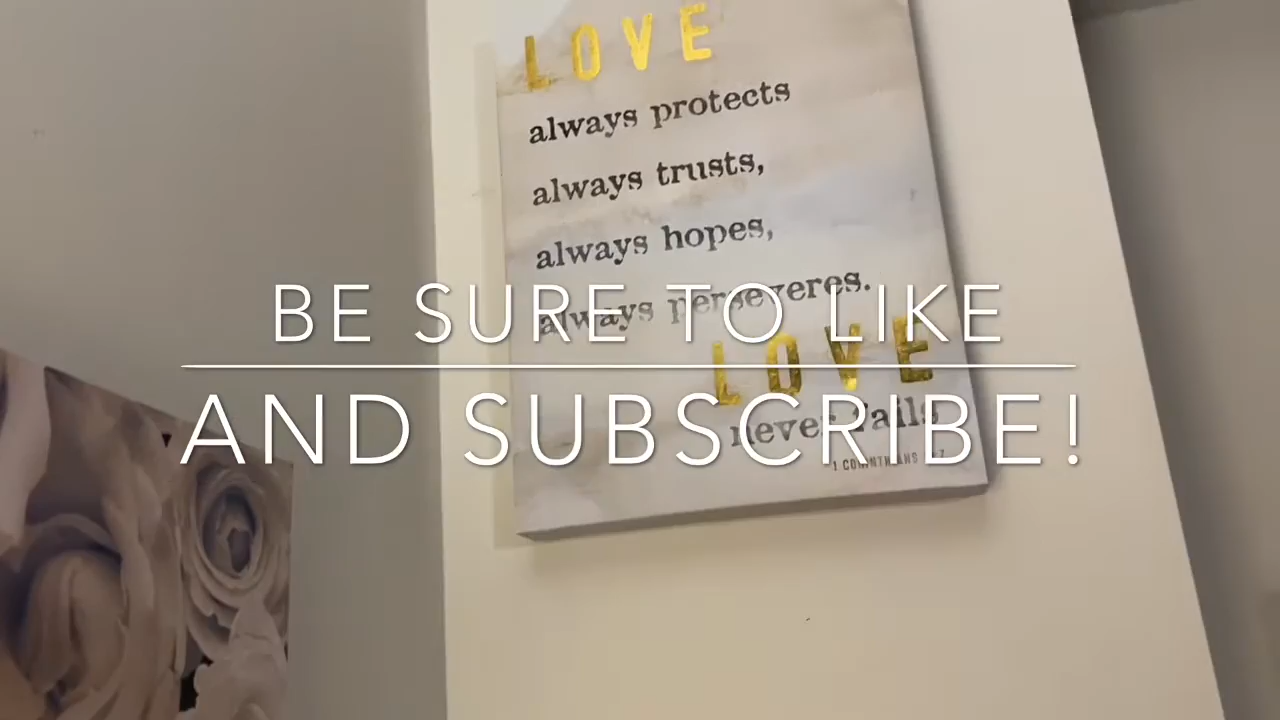 LOVE
always protects
always trusts,
always hopes,
always perseveres.
BE SURE TO LIKE
LOVE
AND SUBSCRIBE!
never fails